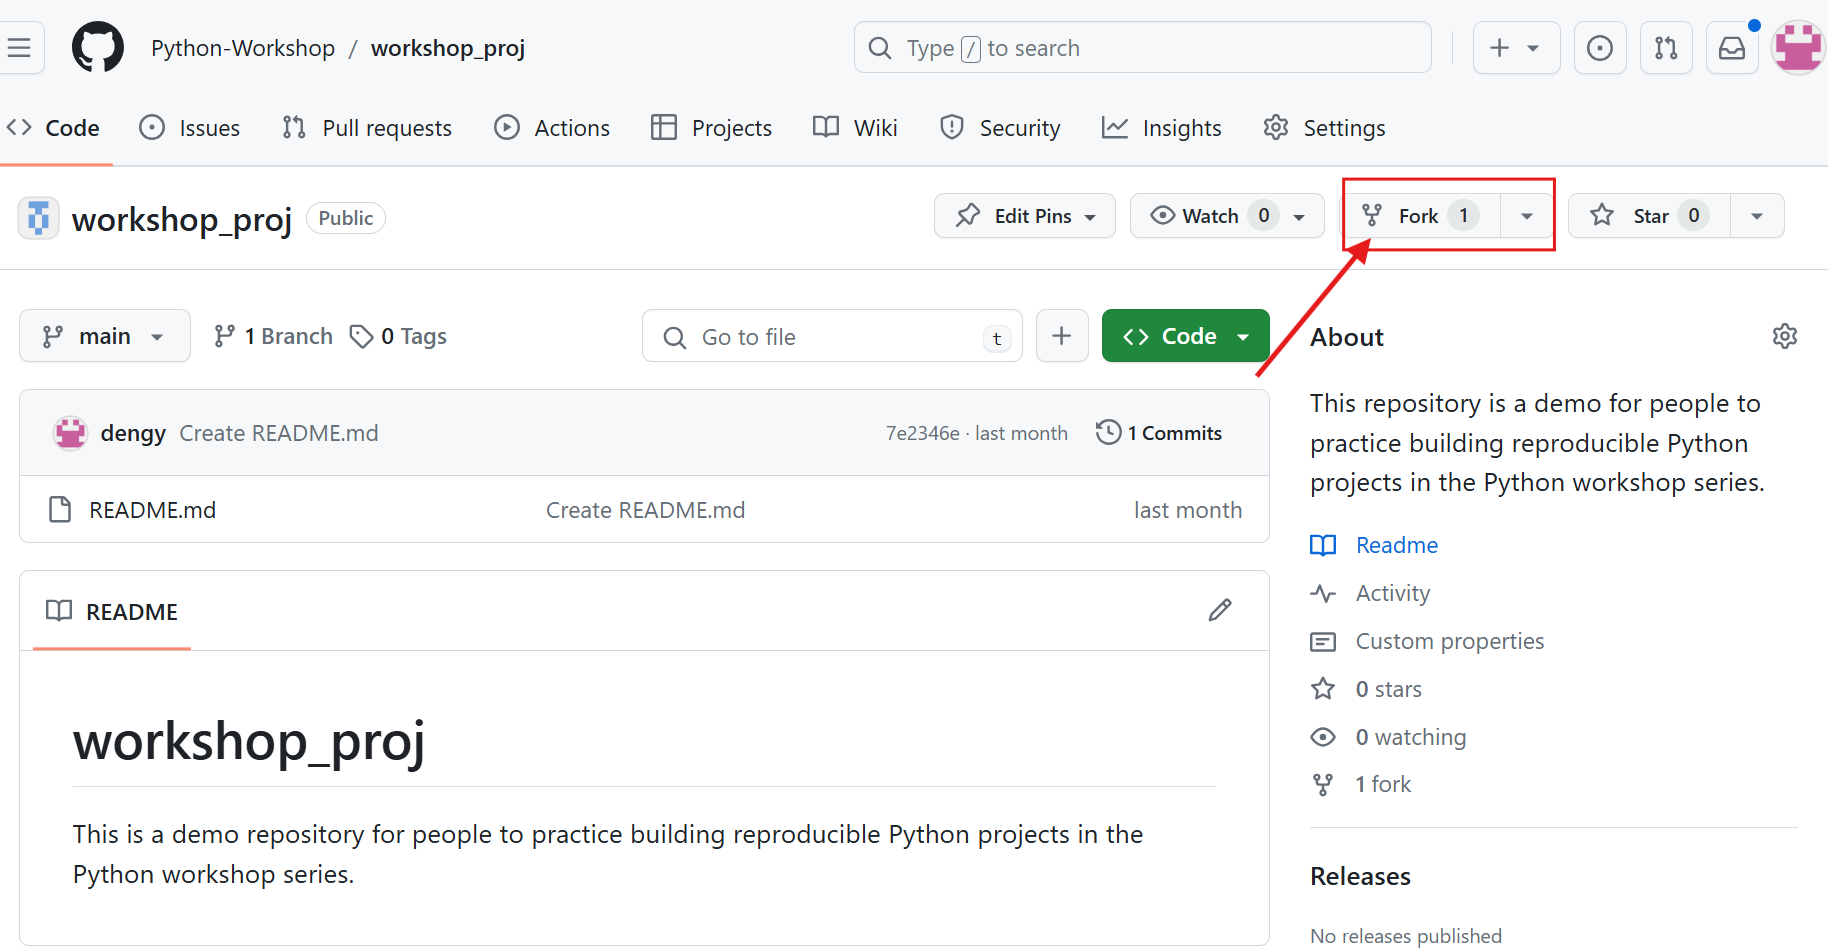 Python-Workshop / workshop_proj
Type / to search
Code Issues Pull requests Actions Projects Wiki Security Insights Settings
workshop_proj Public
Edit Pins Watch 0 Fork 1 Star 0
main 1 Branch 0 Tags Go to file t Code
dengy Create README.md 7e2346e · last month 1 Commits
README.md Create README.md last month
README
workshop_proj
This is a demo repository for people to practice building reproducible Python projects in the
Python workshop series.
About
This repository is a demo for people to
practice building reproducible Python
projects in the Python workshop series.
Readme
Activity
Custom properties
0 stars
0 watching
1 fork
Releases
No releases published